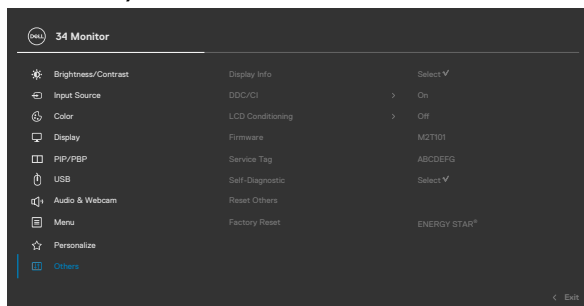 DELL 34 Monitor
Brightness/Contrast Display Info Select ✓
Input Source DDC/CI > On
Color LCD Conditioning > Off
Display Firmware M2T101
PIP/PBP Service Tag ABCDEFG
USB Self-Diagnostic Select ✓
Audio & Webcam Reset Others
Menu Factory Reset ENERGY STAR®
Personalize
Others
< Exit